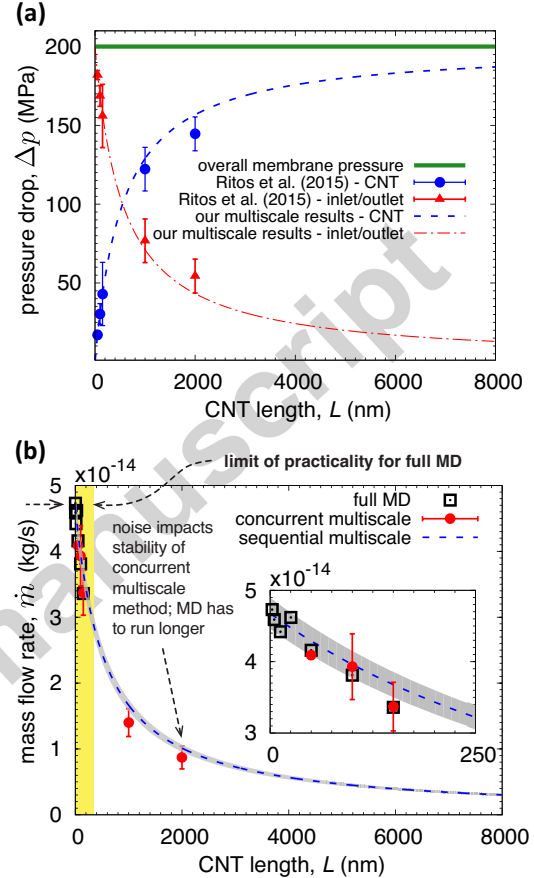 (a)
200
150
100
50
pressure drop, Δp (MPa)
overall membrane pressure
Ritos et al. (2015) - CNT
Ritos et al. (2015) - inlet/outlet
our multiscale results - CNT
our multiscale results - inlet/outlet
0 2000 4000 6000 8000
CNT length, L (nm)
(b)
limit of practicality for full MD
x10⁻¹⁴
5
4
3
2
1
0
mass flow rate, ṁ (kg/s)
noise impacts
stability of
concurrent
multiscale
method; MD has
to run longer
full MD
concurrent multiscale
sequential multiscale
x10⁻¹⁴
5
4
3
0 250
0 2000 4000 6000 8000
CNT length, L (nm)
anuscript